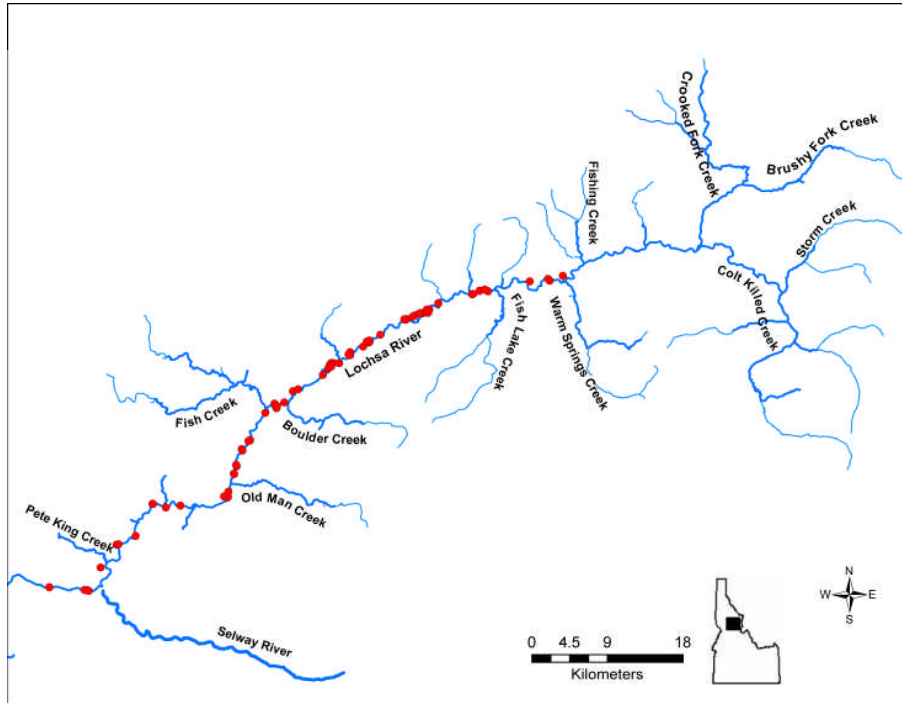 Crooked Fork Creek
Brushy Fork Creek
Fishing Creek
Storm Creek
Colt Killed Creek
Fish Lake Creek
Warm Springs Creek
Lochsa River
Fish Creek
Boulder Creek
Old Man Creek
Pete King Creek
Selway River
N
W E
S
0 4.5 9 18
Kilometers